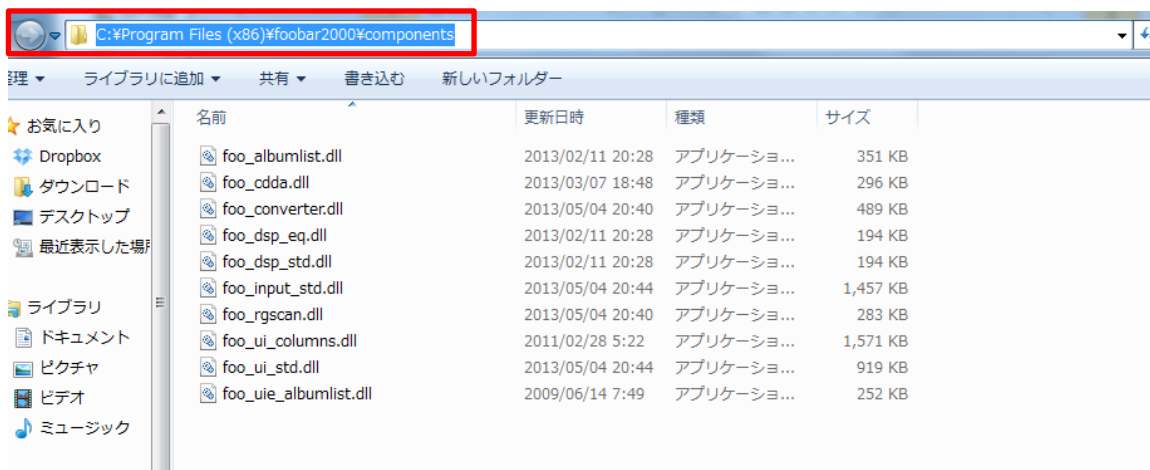 C:¥Program Files (x86)¥foobar2000¥components
理 ライブラリに追加 共有 書き込む 新しいフォルダー
お気に入り
Dropbox
ダウンロード
デスクトップ
最近表示した場所
ライブラリ
ドキュメント
ピクチャ
ビデオ
ミュージック
名前 更新日時 種類 サイズ
foo_albumlist.dll 2013/02/11 20:28 アプリケーショ... 351 KB
foo_cdda.dll 2013/03/07 18:48 アプリケーショ... 296 KB
foo_converter.dll 2013/05/04 20:40 アプリケーショ... 489 KB
foo_dsp_eq.dll 2013/02/11 20:28 アプリケーショ... 194 KB
foo_dsp_std.dll 2013/02/11 20:28 アプリケーショ... 194 KB
foo_input_std.dll 2013/05/04 20:44 アプリケーショ... 1,457 KB
foo_rgscan.dll 2013/05/04 20:40 アプリケーショ... 283 KB
foo_ui_columns.dll 2011/02/28 5:22 アプリケーショ... 1,571 KB
foo_ui_std.dll 2013/05/04 20:44 アプリケーショ... 919 KB
foo_uie_albumlist.dll 2009/06/14 7:49 アプリケーショ... 252 KB